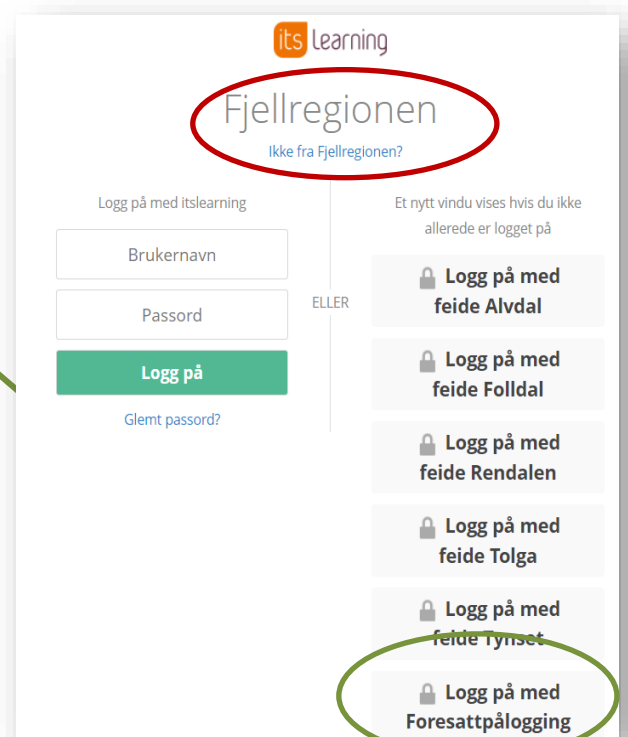 its learning
Fjellregionen
Ikke fra Fjellregionen?
Logg på med itslearning
Brukernavn
Passord
Logg på
Glemt passord?
ELLER
Et nytt vindu vises hvis du ikke
allerede er logget på
Logg på med
feide Alvdal
Logg på med
feide Folldal
Logg på med
feide Rendalen
Logg på med
feide Tolga
Logg på med
feide Tynset
Logg på med
Foresattpålogging